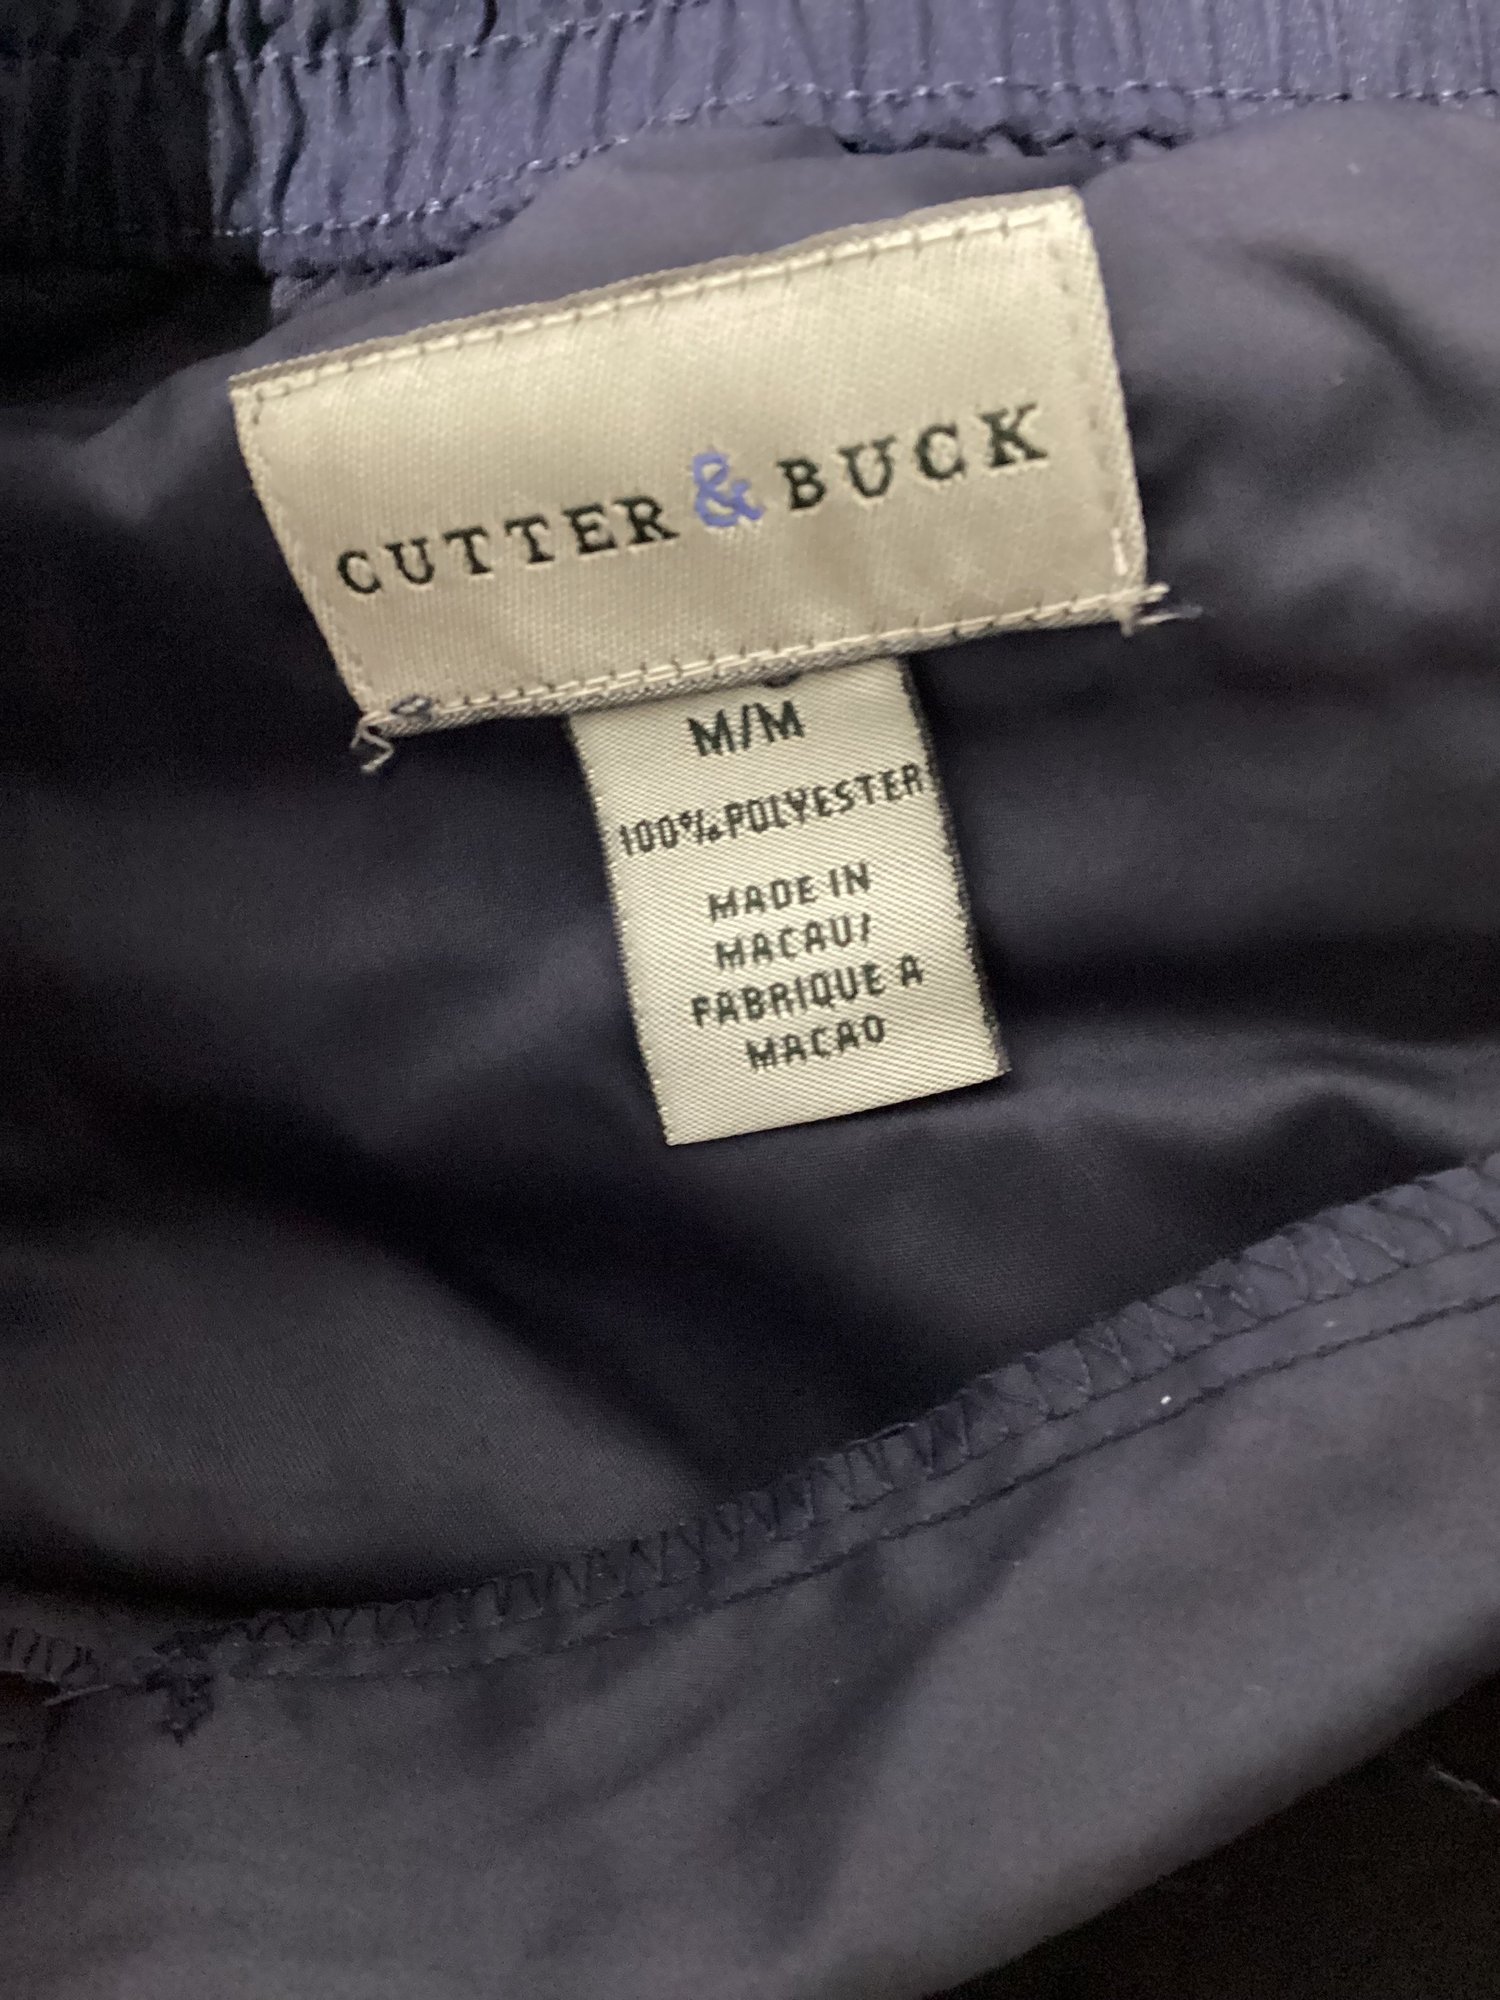 CUTTER & BUCK
M/M
100% POLYESTER
MADE IN
MACAU/
FABRIQUE A
MACAO